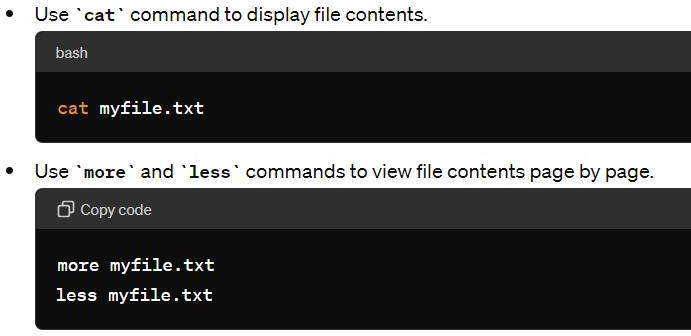 • Use `cat` command to display file contents.
bash
cat myfile.txt
• Use `more` and `less` commands to view file contents page by page.
Copy code
more myfile.txt
less myfile.txt